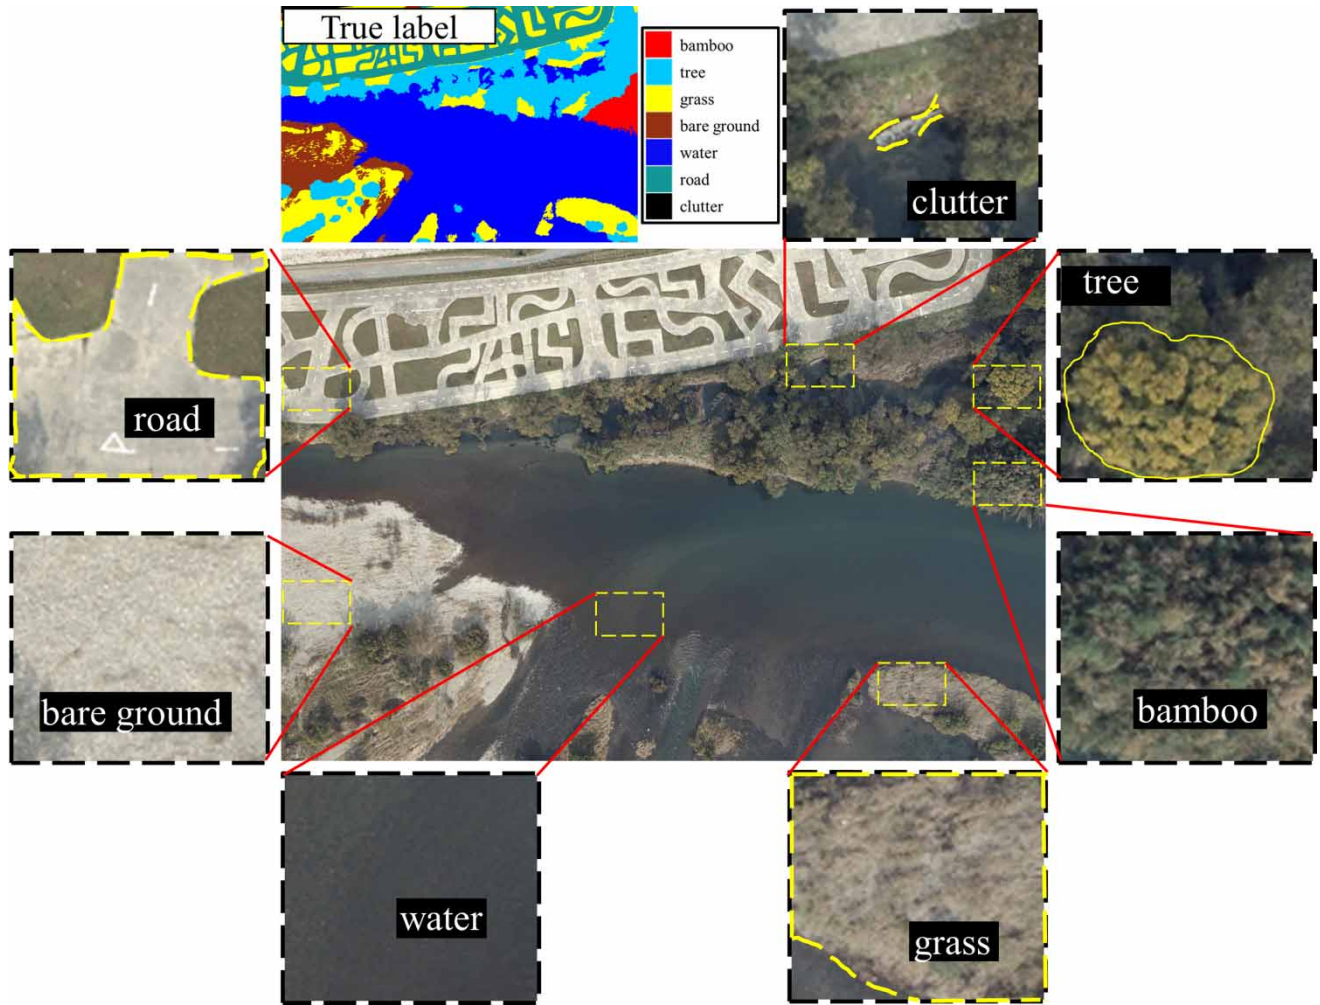 True label
bamboo
tree
grass
bare ground
water
road
clutter
clutter
road
tree
bare ground
bamboo
water
grass